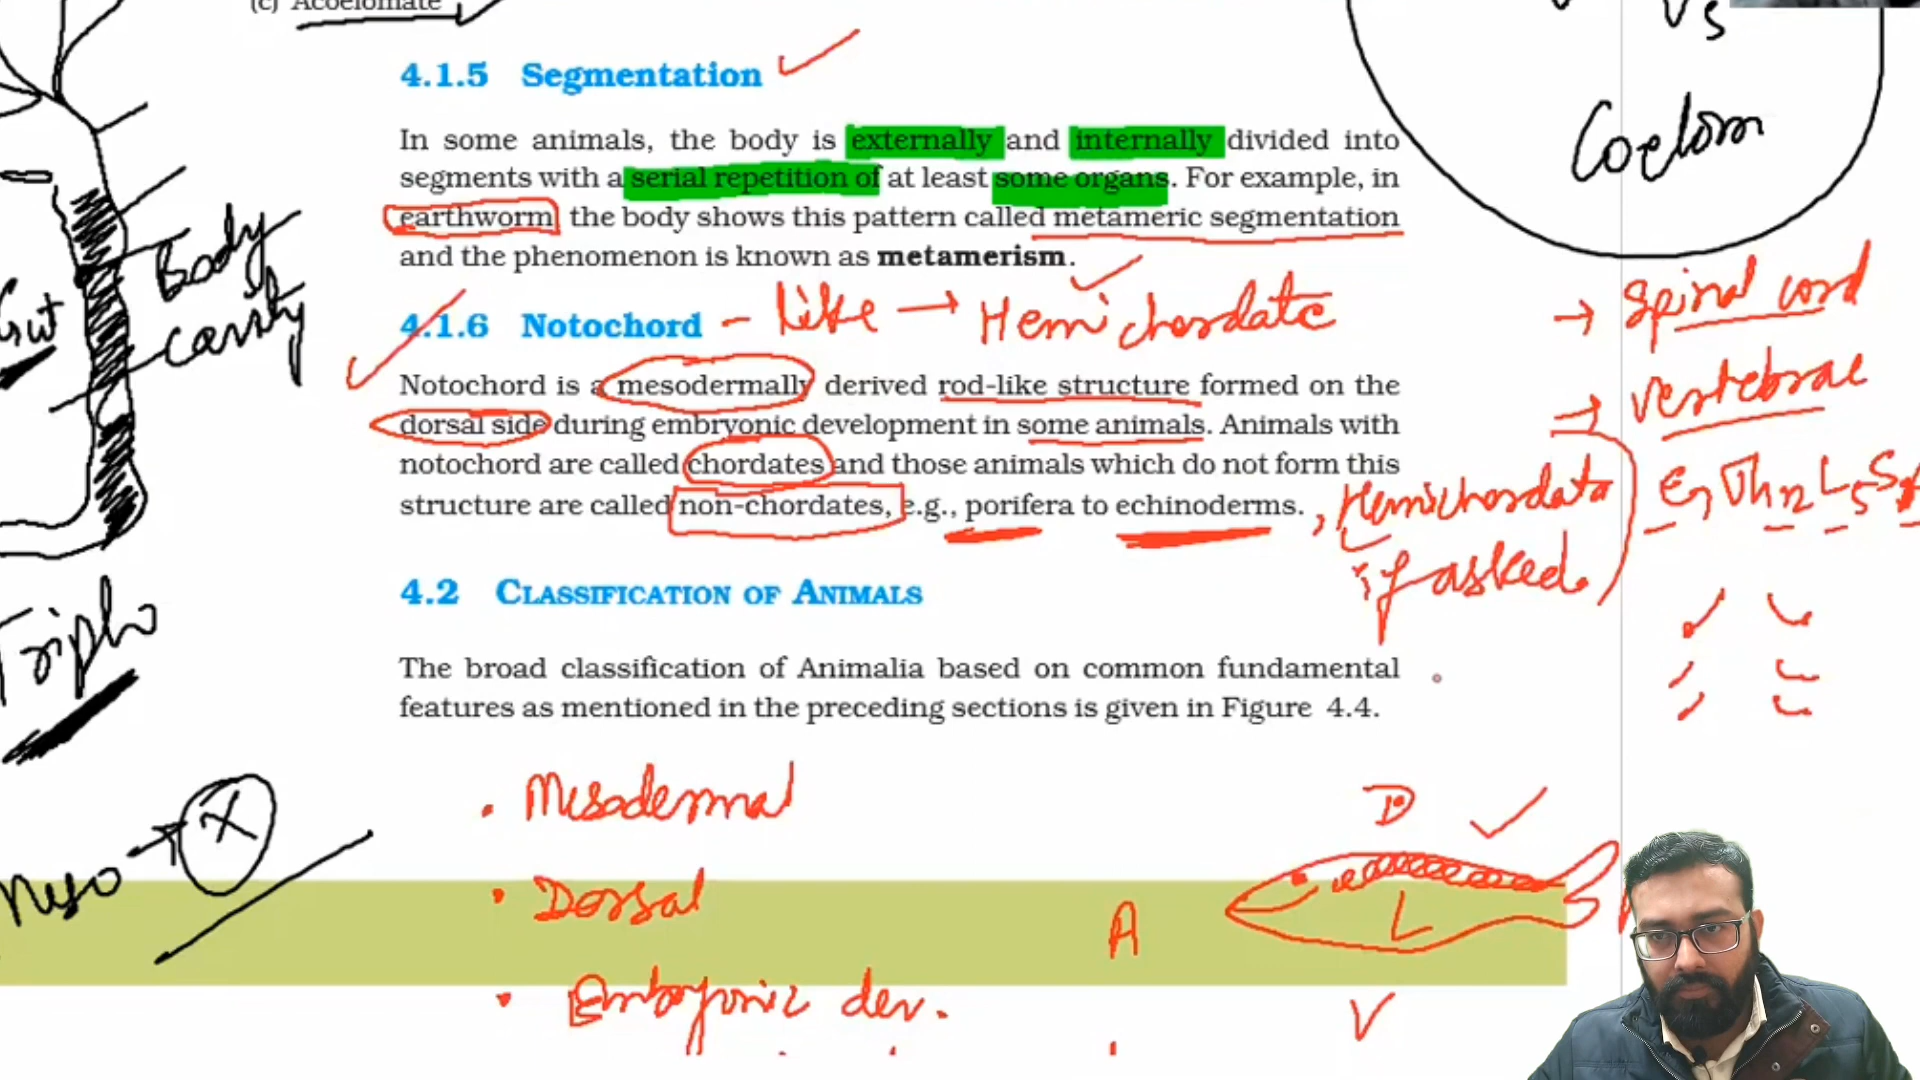 (c) Acoelomate
vs
Coelom
4.1.5 Segmentation
In some animals, the body is externally and internally divided into
segments with a serial repetition of at least some organs. For example, in
earthworm, the body shows this pattern called metameric segmentation
and the phenomenon is known as metamerism.
Body
cavity
Gut
4.1.6 Notochord - like → Hemichordate
→ Spinal cord
→ Vertebrae
Notochord is a mesodermally derived rod-like structure formed on the
dorsal side during embryonic development in some animals. Animals with
notochord are called chordates and those animals which do not form this
structure are called non-chordates, e.g., porifera to echinoderms. , Hemichordata
if asked.
C7 Th12 L5 S
Triplo
4.2 CLASSIFICATION OF ANIMALS
The broad classification of Animalia based on common fundamental
features as mentioned in the preceding sections is given in Figure 4.4.
Meso → X
• Mesodermal
• Dorsal
• Embryonic dev.
D
A
L
V